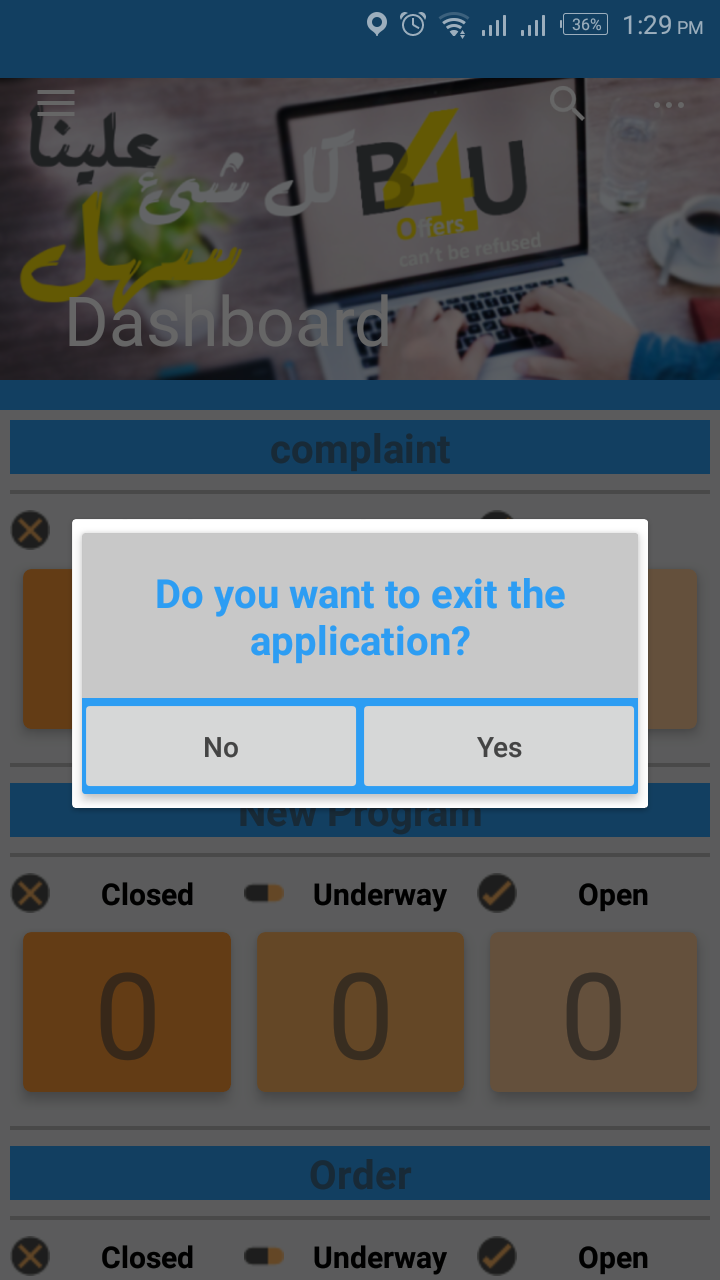 36%
1:29 PM
علينا
كل شئ
سهل
B4U
Offers
can't be refused
Dashboard
complaint
Do you want to exit the
application?
No
Yes
New Program
Closed
Underway
Open
0
0
0
Order
Closed
Underway
Open